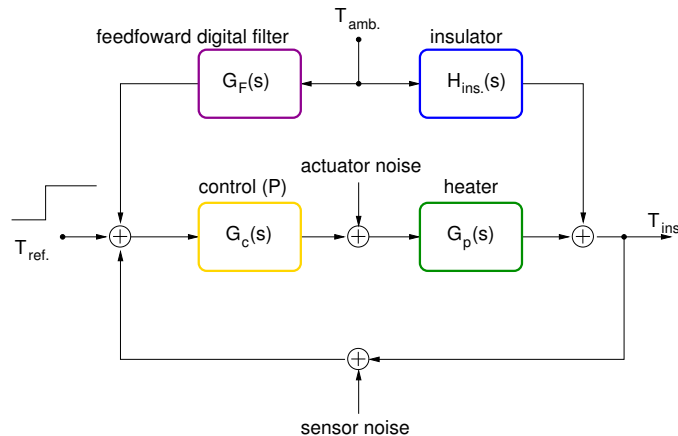 T_amb.
feedfoward digital filter
insulator
G_F(s)
H_ins.(s)
actuator noise
control (P)
heater
T_ref.
G_c(s)
G_p(s)
T_ins
sensor noise